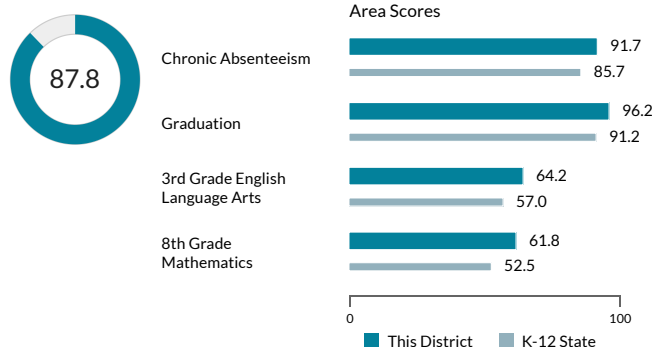 Area Scores
87.8
Chronic Absenteeism
91.7
85.7
Graduation
96.2
91.2
3rd Grade English
Language Arts
64.2
57.0
8th Grade
Mathematics
61.8
52.5
0
100
This District
K-12 State